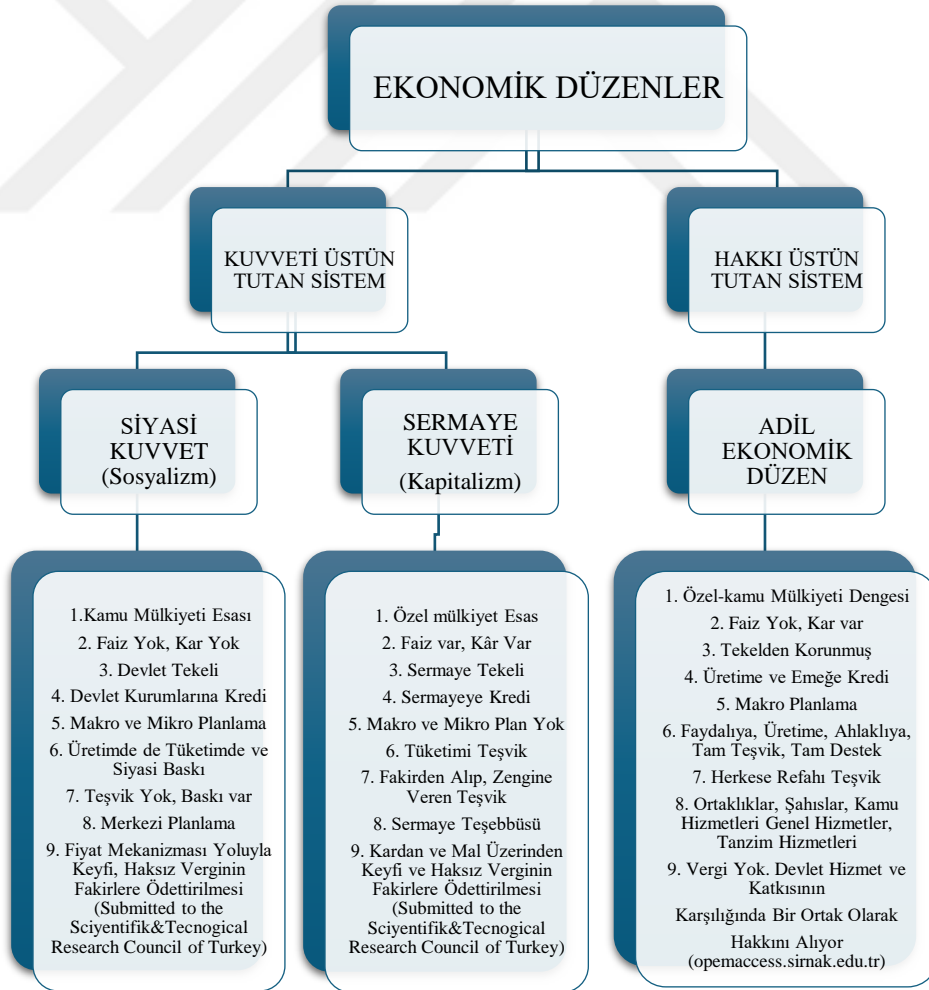 EKONOMİK DÜZENLER
KUVVETİ ÜSTÜN
TUTAN SİSTEM
HAKKI ÜSTÜN
TUTAN SİSTEM
SİYASİ
KUVVET
(Sosyalizm)
SERMAYE
KUVVETİ
(Kapitalizm)
ADİL
EKONOMİK
DÜZEN
1.Kamu Mülkiyeti Esası
2. Faiz Yok, Kar Yok
3. Devlet Tekeli
4. Devlet Kurumlarına Kredi
5. Makro ve Mikro Planlama
6. Üretimde de Tüketimde ve
Siyasi Baskı
7. Teşvik Yok, Baskı var
8. Merkezi Planlama
9. Fiyat Mekanizması Yoluyla
Keyfi, Haksız Verginin
Fakirlere Ödettirilmesi
(Submitted to the
Sciyentifik&Tecnogical
Research Council of Turkey)
1. Özel mülkiyet Esas
2. Faiz var, Kâr Var
3. Sermaye Tekeli
4. Sermayeye Kredi
5. Makro ve Mikro Plan Yok
6. Tüketimi Teşvik
7. Fakirden Alıp, Zengine
Veren Teşvik
8. Sermaye Teşebbüsü
9. Kardan ve Mal Üzerinden
Keyfi ve Haksız Verginin
Fakirlere Ödettirilmesi
(Submitted to the
Sciyentifik&Tecnogical
Research Council of Turkey)
1. Özel-kamu Mülkiyeti Dengesi
2. Faiz Yok, Kar var
3. Tekelden Korunmuş
4. Üretime ve Emeğe Kredi
5. Makro Planlama
6. Faydalıya, Üretime, Ahlaklıya,
Tam Teşvik, Tam Destek
7. Herkese Refahı Teşvik
8. Ortaklıklar, Şahıslar, Kamu
Hizmetleri Genel Hizmetler,
Tanzim Hizmetleri
9. Vergi Yok. Devlet Hizmet ve
Katkısının
Karşılığında Bir Ortak Olarak
Hakkını Alıyor
(opemaccess.sirnak.edu.tr)